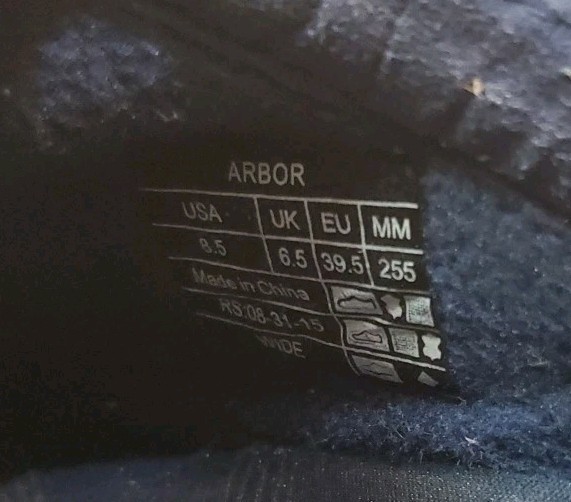 ARBOR
USA UK EU MM
8.5 6.5 39.5 255
Made in China
RS:08-31-15
WIDE